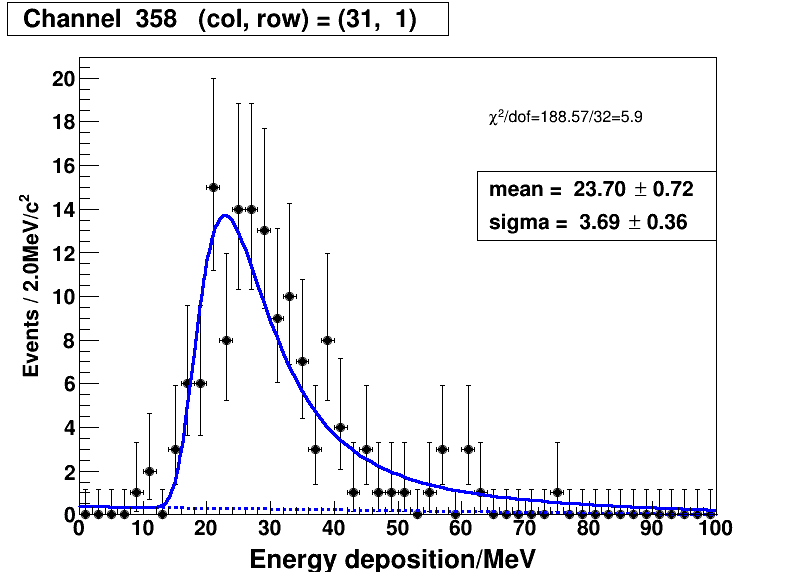 Channel 358 (col, row) = (31, 1)
χ²/dof=188.57/32=5.9
mean = 23.70 ± 0.72
sigma = 3.69 ± 0.36
Events / 2.0MeV/c²
20
18
16
14
12
10
8
6
4
2
0
0 10 20 30 40 50 60 70 80 90 100
Energy deposition/MeV